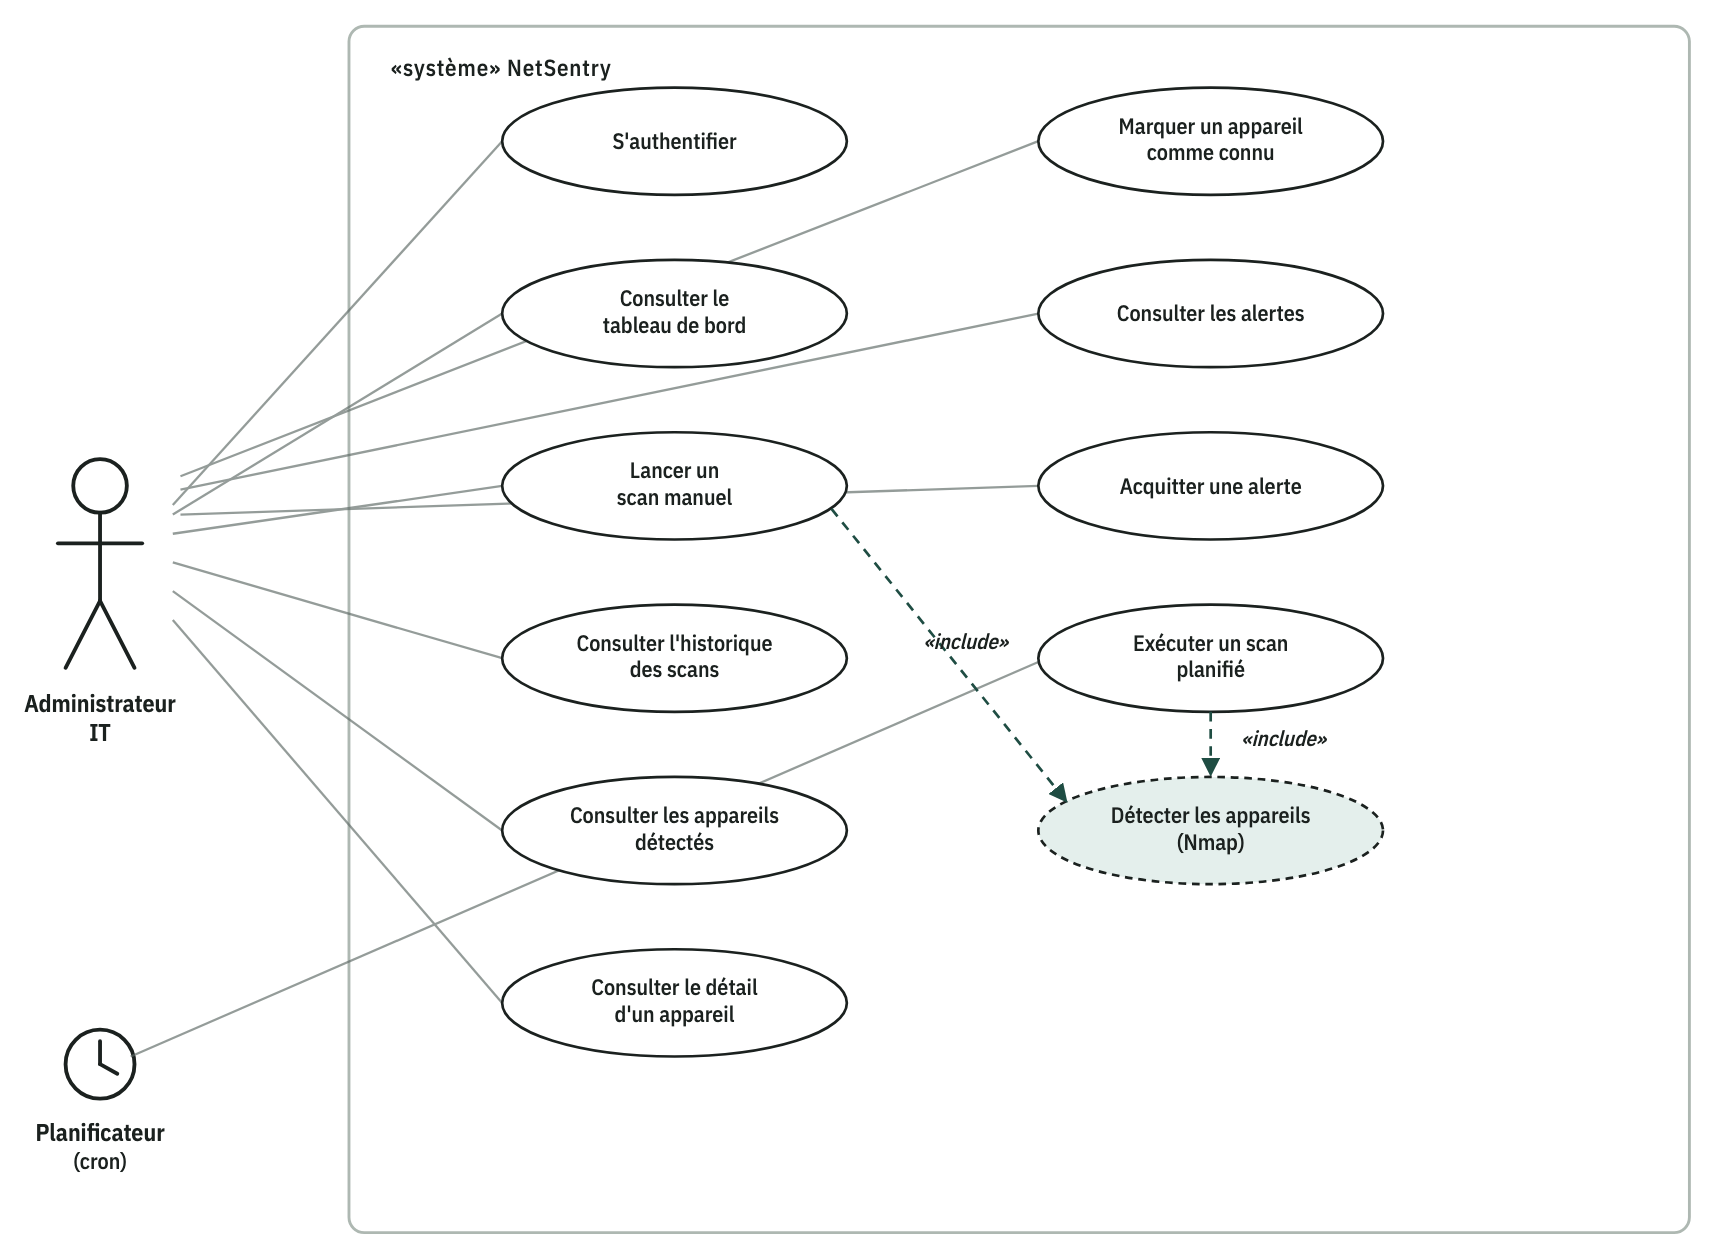 «système» NetSentry
S'authentifier
Marquer un appareil
comme connu
Consulter le
tableau de bord
Consulter les alertes
Lancer un
scan manuel
Acquitter une alerte
«include»
Consulter l'historique
des scans
Exécuter un scan
planifié
Administrateur
IT
«include»
Consulter les appareils
détectés
Détecter les appareils
(Nmap)
Consulter le détail
d'un appareil
Planificateur
(cron)